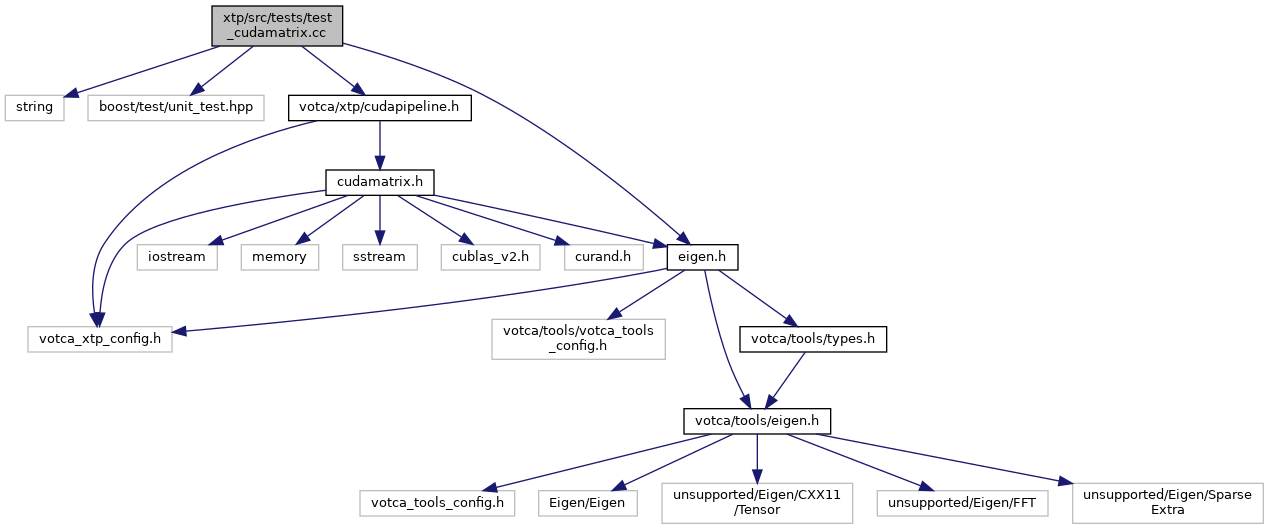 xtp/src/tests/test
_cudamatrix.cc
string
boost/test/unit_test.hpp
votca/xtp/cudapipeline.h
cudamatrix.h
iostream
memory
sstream
cublas_v2.h
curand.h
eigen.h
votca_xtp_config.h
votca/tools/votca_tools
_config.h
votca/tools/types.h
votca/tools/eigen.h
votca_tools_config.h
Eigen/Eigen
unsupported/Eigen/CXX11
/Tensor
unsupported/Eigen/FFT
unsupported/Eigen/Sparse
Extra